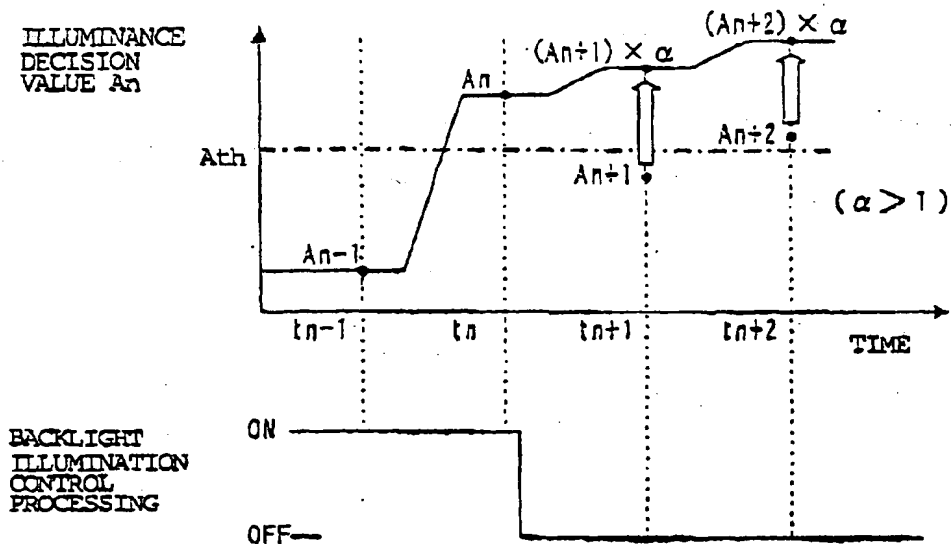 ILLUMINANCE
DECISION
VALUE An
(An+1) × α
(An+2) × α
An
An+2
Ath
An+1
(α > 1)
An-1
tn-1
tn
tn+1
tn+2
TIME
BACKLIGHT
ILLUMINATION
CONTROL
PROCESSING
ON
OFF